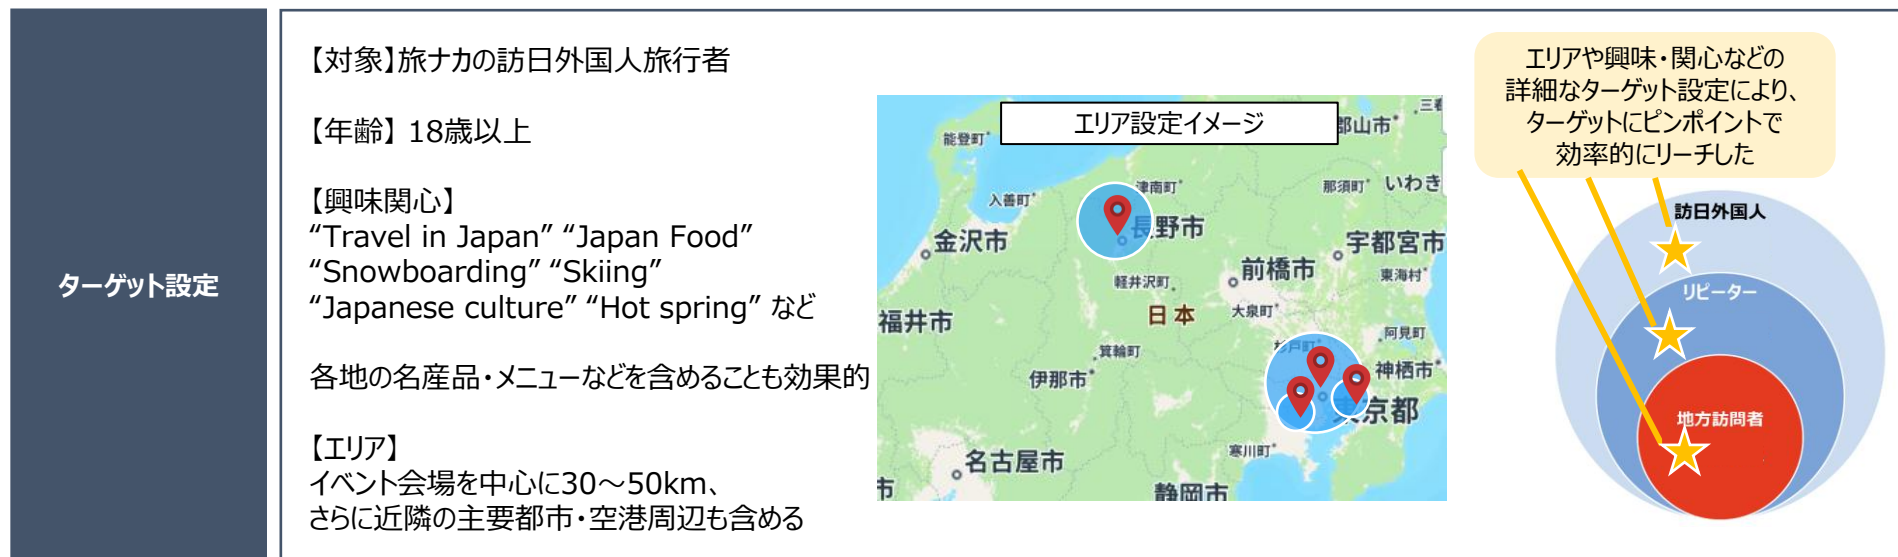 ターゲット設定
【対象】旅ナカの訪日外国人旅行者
【年齢】 18歳以上
【興味関心】
“Travel in Japan” “Japan Food”
“Snowboarding” “Skiing”
“Japanese culture” “Hot spring” など
各地の名産品・メニューなどを含めることも効果的
【エリア】
イベント会場を中心に30～50km、
さらに近隣の主要都市・空港周辺も含める
エリア設定イメージ
能登町
郡山市
津南町
那須町
いわき
入善町
金沢市
長野市
宇都宮市
前橋市
東海村
軽井沢町
福井市
日本
大泉町
阿見町
箕輪町
杉戸町
神栖市
伊那市
東京都
寒川町
名古屋市
市
静岡市
エリアや興味・関心などの
詳細なターゲット設定により、
ターゲットにピンポイントで
効率的にリーチした
訪日外国人
リピーター
地方訪問者